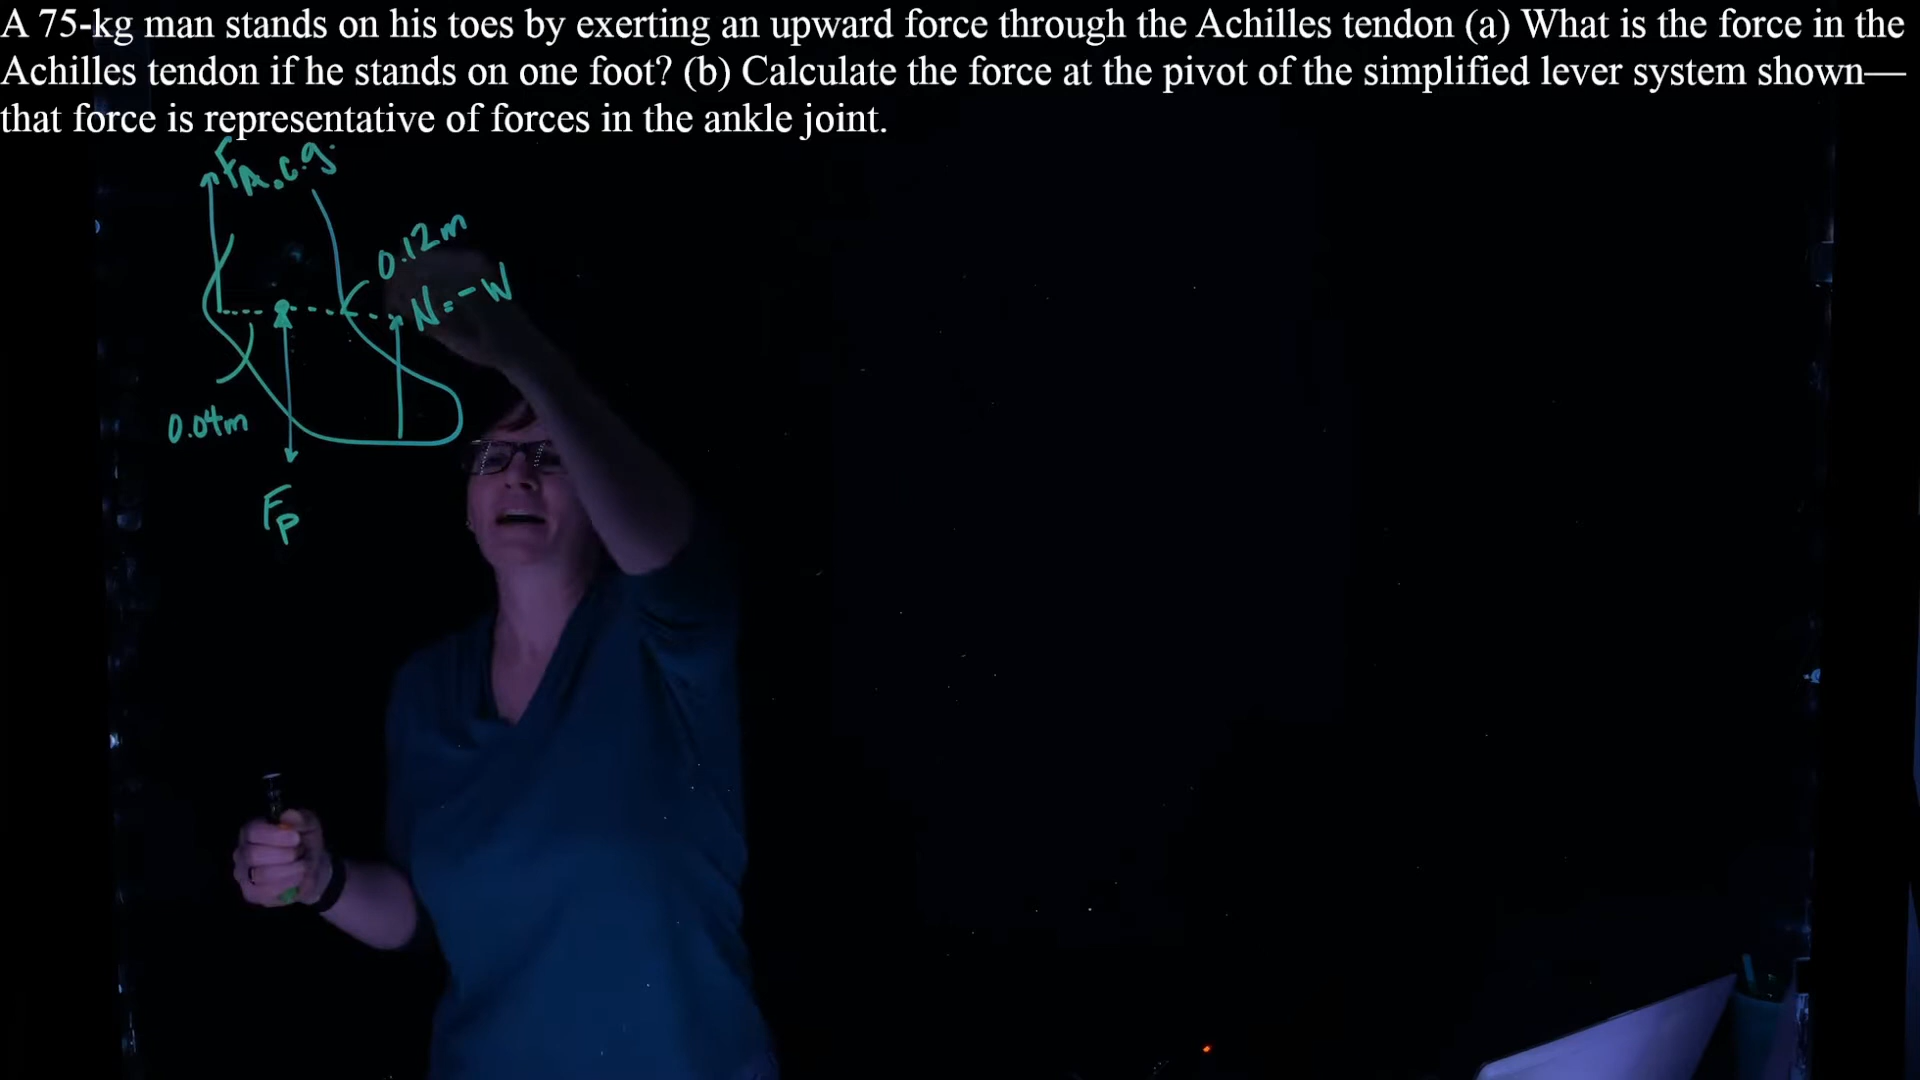 A 75-kg man stands on his toes by exerting an upward force through the Achilles tendon (a) What is the force in the
Achilles tendon if he stands on one foot? (b) Calculate the force at the pivot of the simplified lever system shown—
that force is representative of forces in the ankle joint.
c.g.
0.12m
N=-W
0.04m
Fp